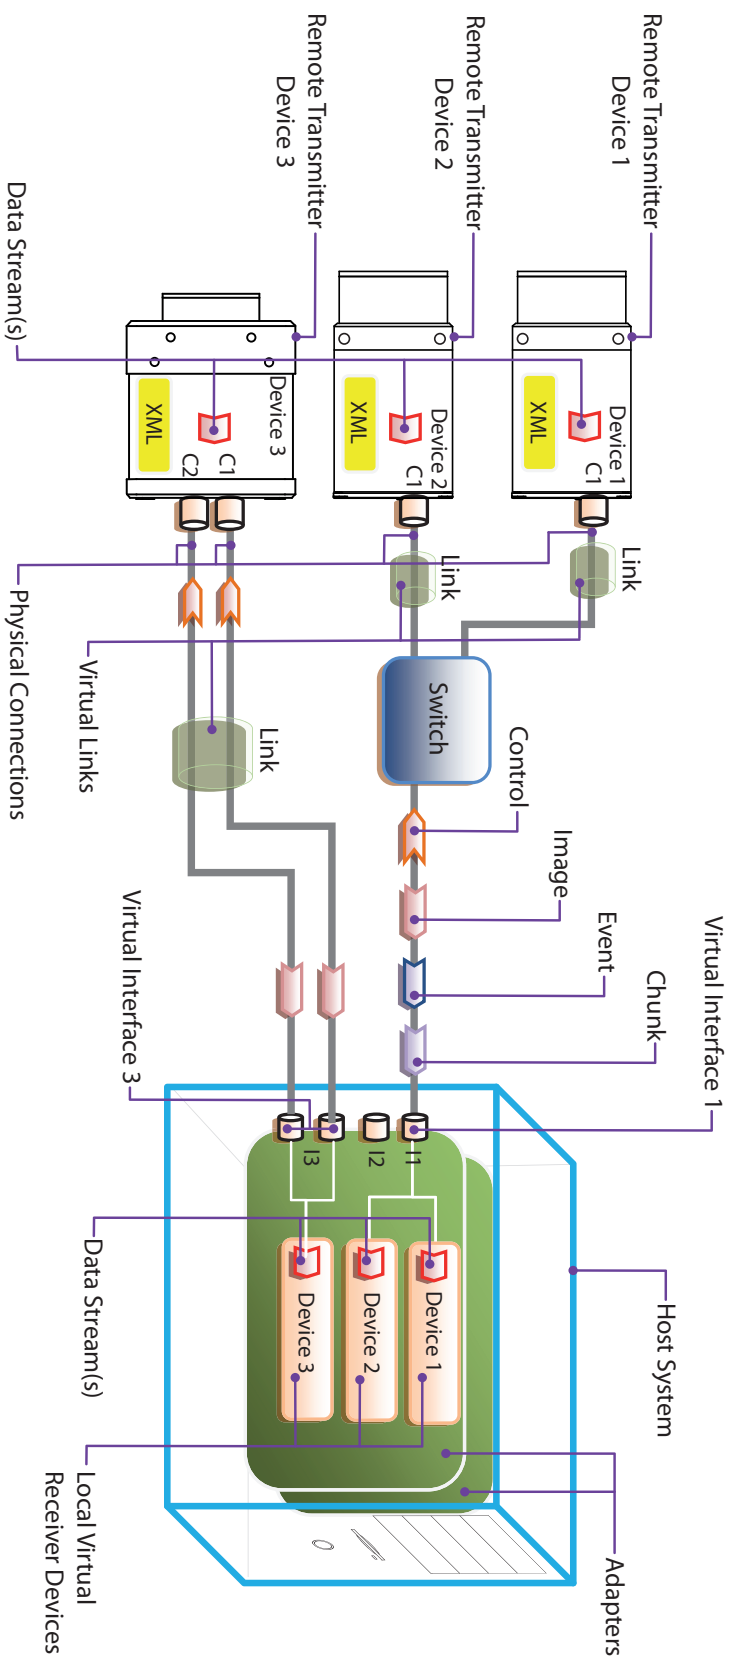 Remote Transmitter
Device 1
Remote Transmitter
Device 2
Remote Transmitter
Device 3
Data Stream(s)
Device 1
C1
XML
Device 2
C1
XML
Device 3
C1
C2
XML
Link
Link
Link
Physical Connections
Virtual Links
Switch
Control
Image
Event
Chunk
Virtual Interface 1
Virtual Interface 3
I1
I2
I3
Device 1
Device 2
Device 3
Data Stream(s)
Host System
Adapters
Local Virtual
Receiver Devices